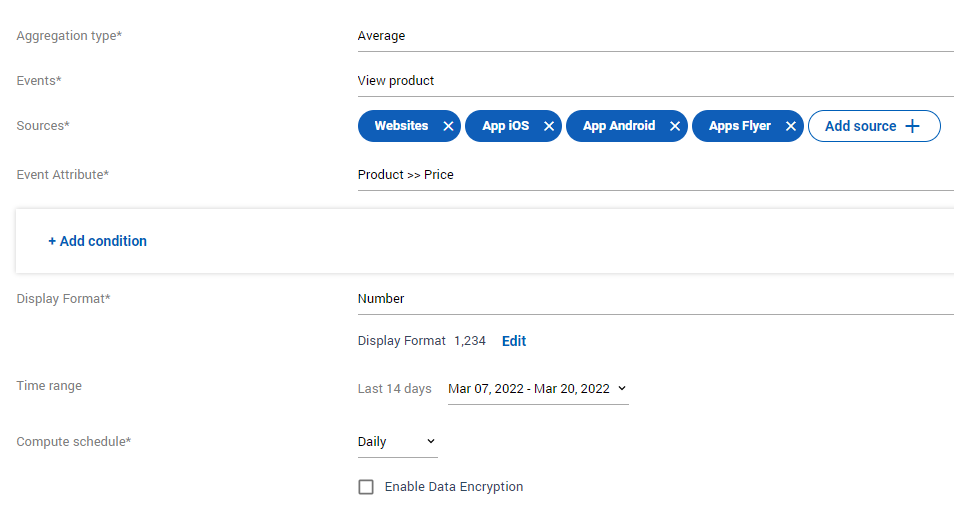 Aggregation type* Average
Events* View product
Sources* Websites App iOS App Android Apps Flyer Add source +
Event Attribute* Product >> Price
+ Add condition
Display Format* Number
Display Format 1,234 Edit
Time range Last 14 days Mar 07, 2022 - Mar 20, 2022
Compute schedule* Daily
Enable Data Encryption